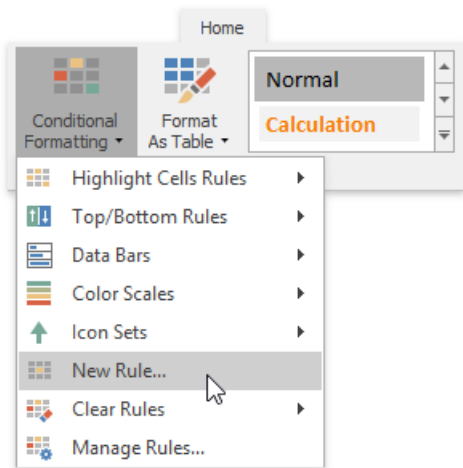 Home
Conditional
Formatting
Format
As Table
Normal
Calculation
Highlight Cells Rules
Top/Bottom Rules
Data Bars
Color Scales
Icon Sets
New Rule...
Clear Rules
Manage Rules...